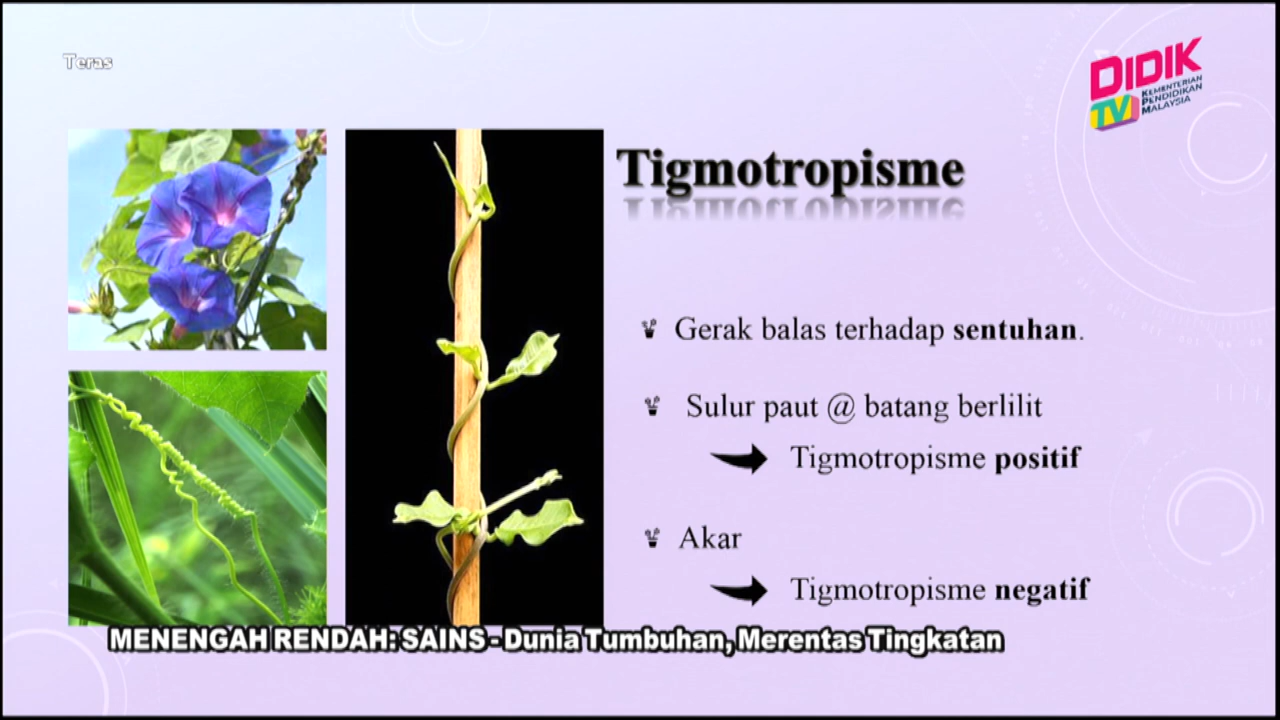 Teras
DIDIK
TV
KEMENTERIAN
PENDIDIKAN
MALAYSIA
Tigmotropisme
Gerak balas terhadap sentuhan.
Sulur paut @ batang berlilit
Tigmotropisme positif
Akar
Tigmotropisme negatif
MENENGAH RENDAH: SAINS - Dunia Tumbuhan, Merentas Tingkatan